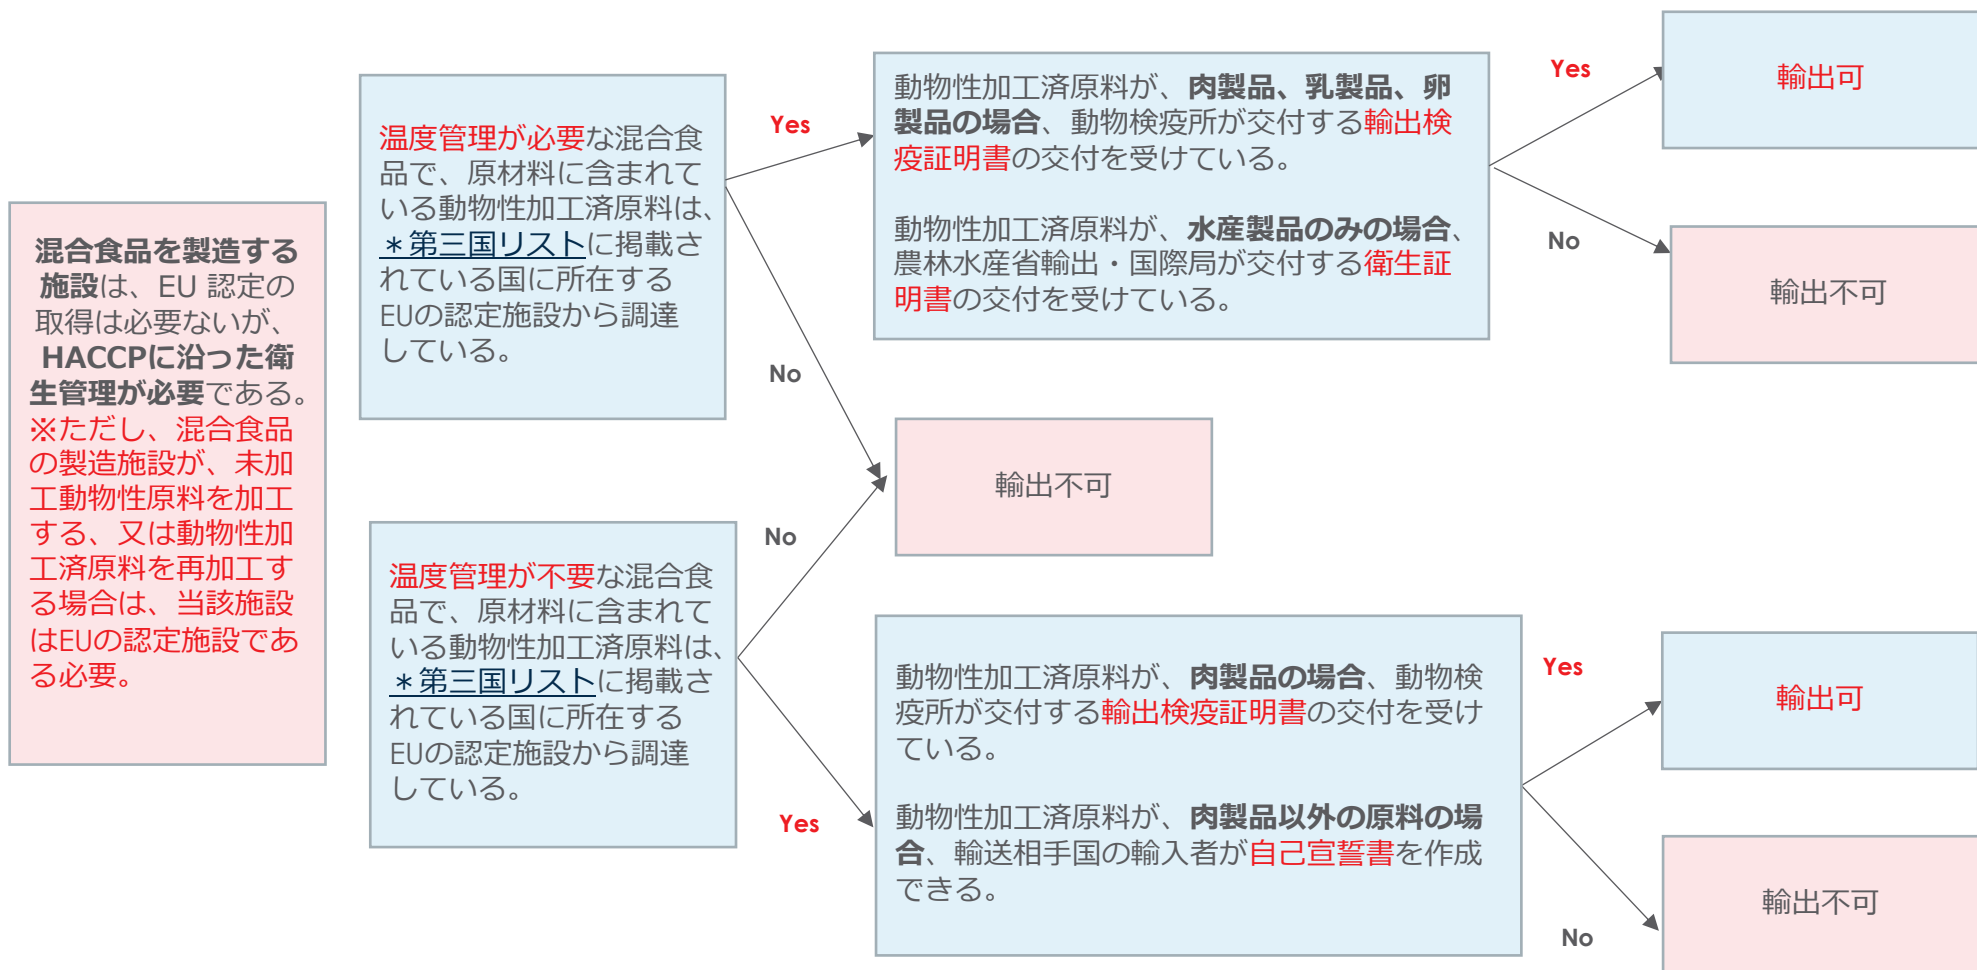 混合食品を製造する
施設は、EU 認定の
取得は必要ないが、
HACCPに沿った衛
生管理が必要である。
※ただし、混合食品
の製造施設が、未加
工動物性原料を加工
する、又は動物性加
工済原料を再加工す
る場合は、当該施設
はEUの認定施設であ
る必要。
温度管理が必要な混合食
品で、原材料に含まれて
いる動物性加工済原料は、
＊第三国リストに掲載さ
れている国に所在する
EUの認定施設から調達
している。
Yes
No
動物性加工済原料が、肉製品、乳製品、卵
製品の場合、動物検疫所が交付する輸出検
疫証明書の交付を受けている。
動物性加工済原料が、水産製品のみの場合、
農林水産省輸出・国際局が交付する衛生証
明書の交付を受けている。
Yes
輸出可
No
輸出不可
輸出不可
温度管理が不要な混合食
品で、原材料に含まれて
いる動物性加工済原料は、
＊第三国リストに掲載さ
れている国に所在する
EUの認定施設から調達
している。
No
Yes
動物性加工済原料が、肉製品の場合、動物検
疫所が交付する輸出検疫証明書の交付を受け
ている。
動物性加工済原料が、肉製品以外の原料の場
合、輸送相手国の輸入者が自己宣誓書を作成
できる。
Yes
輸出可
No
輸出不可